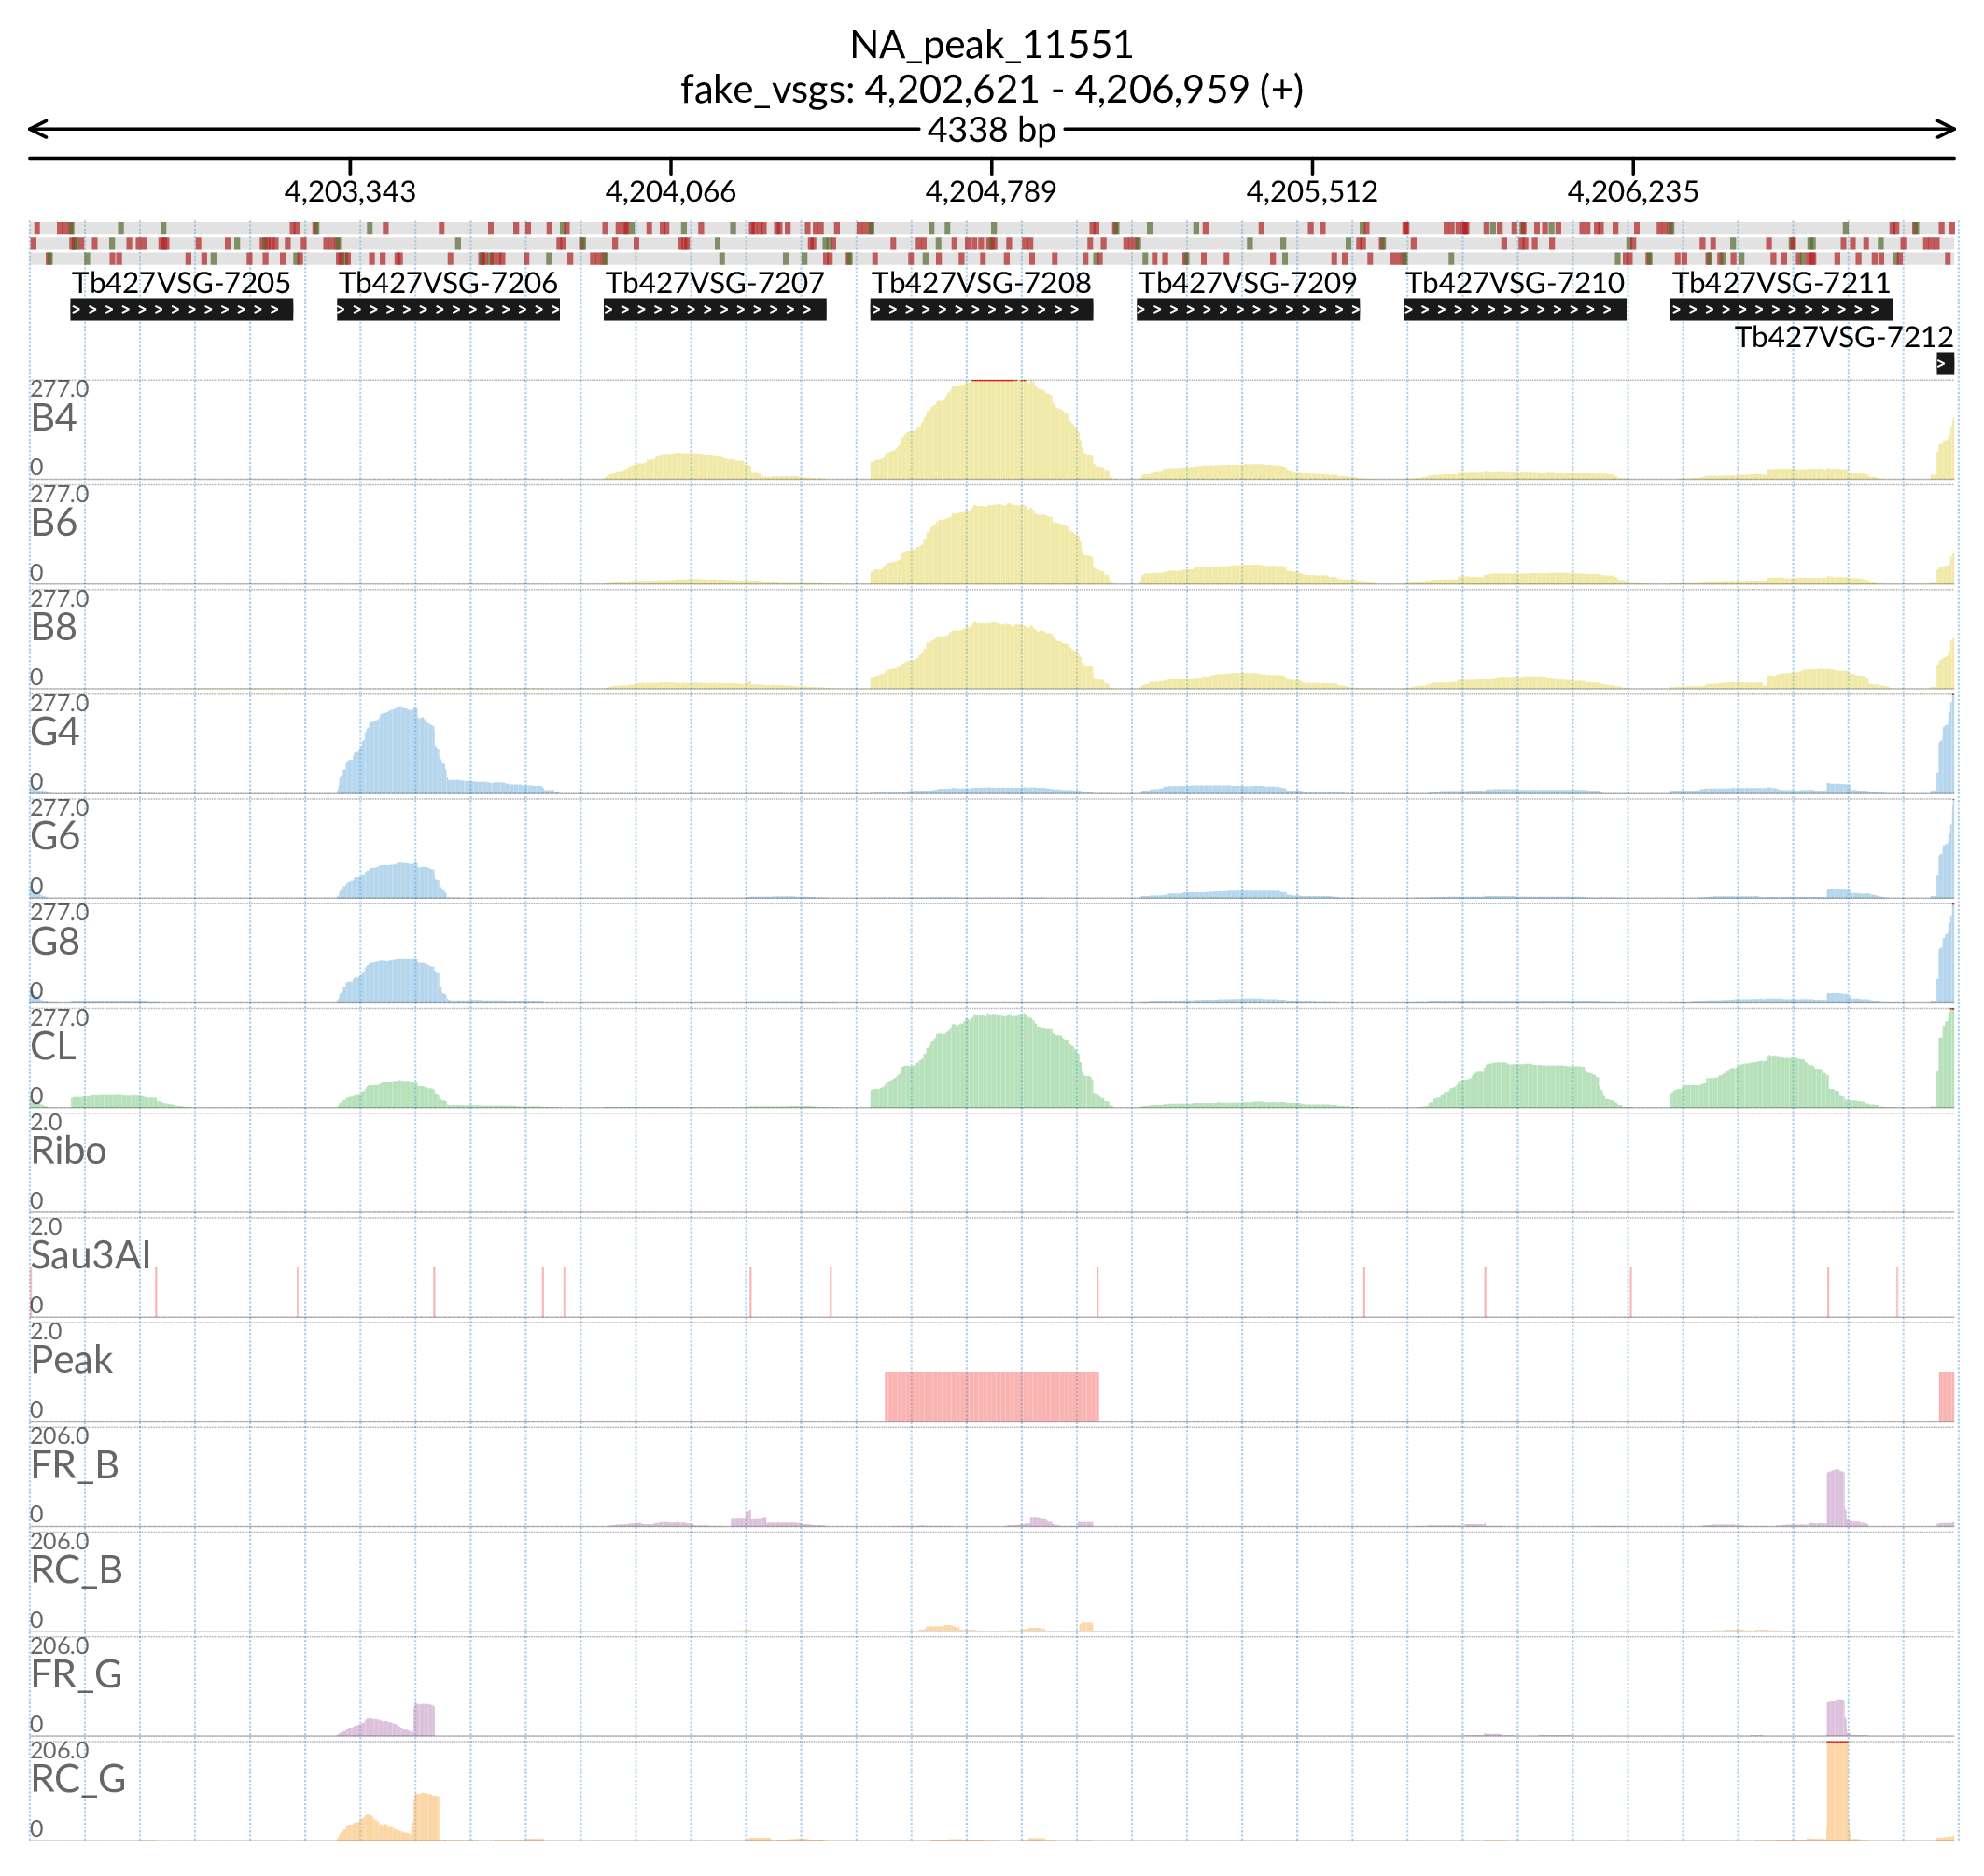 NA_peak_11551
fake_vsgs: 4,202,621 - 4,206,959 (+)
4338 bp
4,203,343 4,204,066 4,204,789 4,205,512 4,206,235
Tb427VSG-7205 Tb427VSG-7206 Tb427VSG-7207 Tb427VSG-7208 Tb427VSG-7209 Tb427VSG-7210 Tb427VSG-7211
Tb427VSG-7212
277.0
B4
0
277.0
B6
0
277.0
B8
0
277.0
G4
0
277.0
G6
0
277.0
G8
0
277.0
CL
0
2.0
Ribo
0
2.0
Sau3AI
0
2.0
Peak
0
206.0
FR_B
0
206.0
RC_B
0
206.0
FR_G
0
206.0
RC_G
0